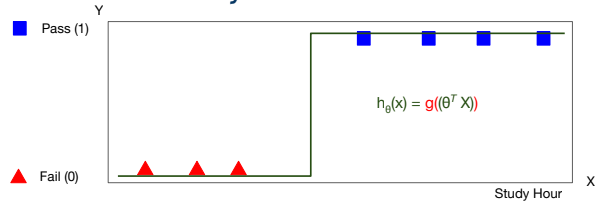 Y
Pass (1)
hθ(x) = g((θᵀ X))
Fail (0)
X
Study Hour